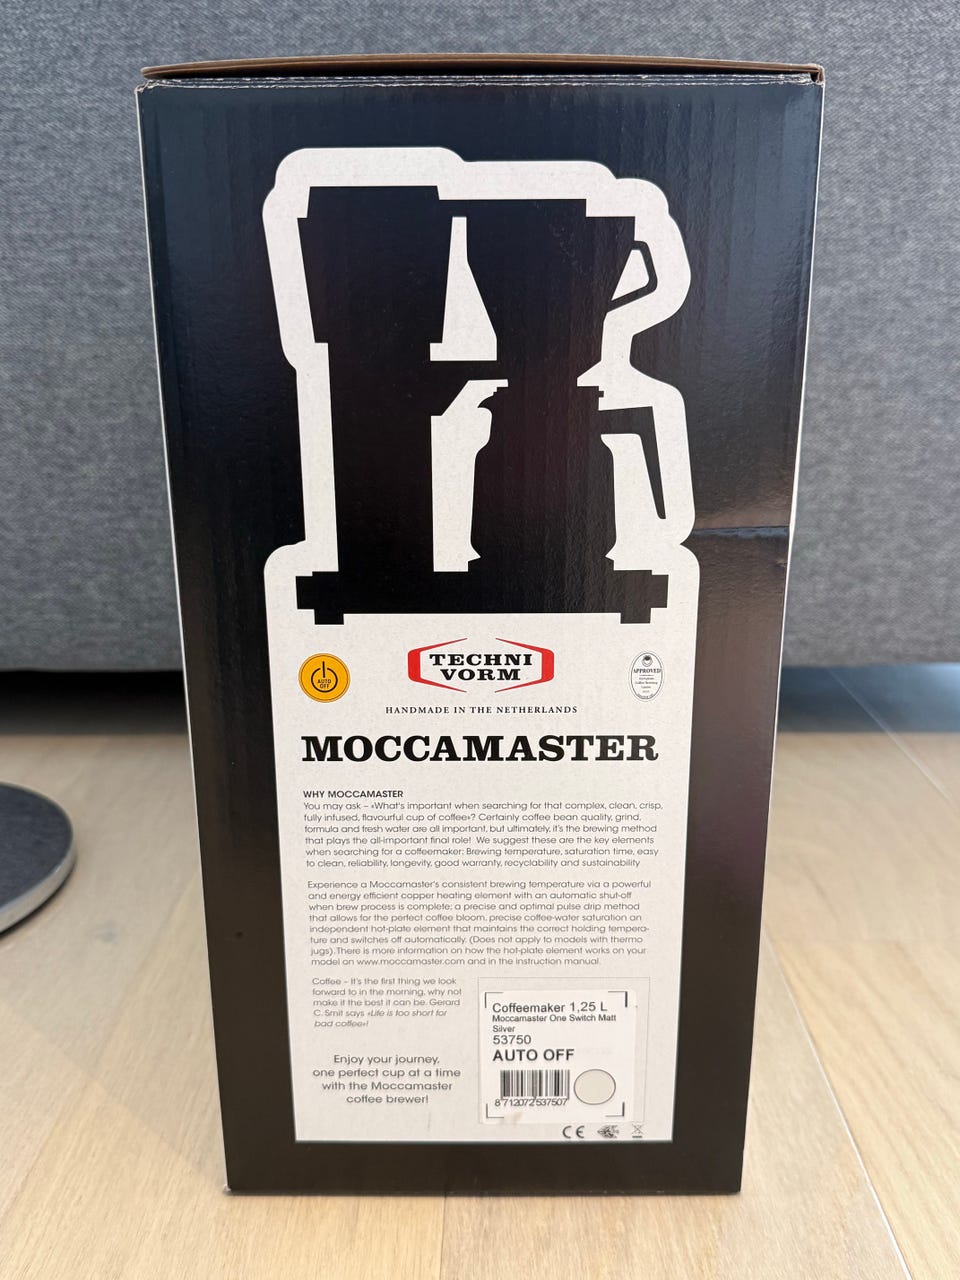 AUTO
OFF
TECHNI
VORM
APPROVED
HANDMADE IN THE NETHERLANDS
MOCCAMASTER
WHY MOCCAMASTER
You may ask – «What's important when searching for that complex, clean, crisp,
fully infused, flavourful cup of coffee»? Certainly coffee bean quality, grind,
formula and fresh water are all important, but ultimately, it's the brewing method
that plays the all-important final role! We suggest these are the key elements
when searching for a coffeemaker: Brewing temperature, saturation time, easy
to clean, reliability, longevity, good warranty, recyclability and sustainability
Experience a Moccamaster's consistent brewing temperature via a powerful
and energy efficient copper heating element with an automatic shut-off
when brew process is complete; a precise and optimal pulse drip method
that allows for the perfect coffee bloom, precise coffee-water saturation an
independent hot-plate element that maintains the correct holding tempera-
ture and switches off automatically. (Does not apply to models with thermo
jugs).There is more information on how the hot-plate element works on your
model on www.moccamaster.com and in the instruction manual.
Coffee – It's the first thing we look
forward to in the morning, why not
make it the best it can be. Gerard
C. Smit says «Life is too short for
bad coffee»!
Enjoy your journey,
one perfect cup at a time
with the Moccamaster
coffee brewer!
Coffeemaker 1,25 L
Moccamaster One Switch Matt
Silver
53750
AUTO OFF
8 712072 537507
CE